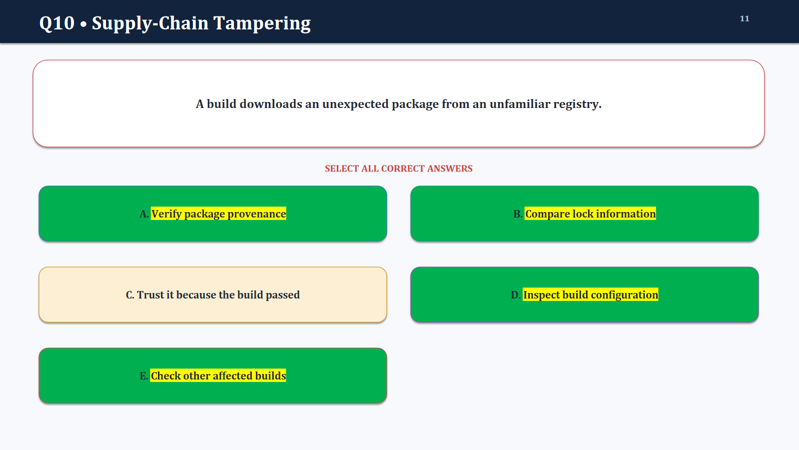 Q10 • Supply-Chain Tampering
11
A build downloads an unexpected package from an unfamiliar registry.
SELECT ALL CORRECT ANSWERS
A. Verify package provenance
B. Compare lock information
C. Trust it because the build passed
D. Inspect build configuration
E. Check other affected builds